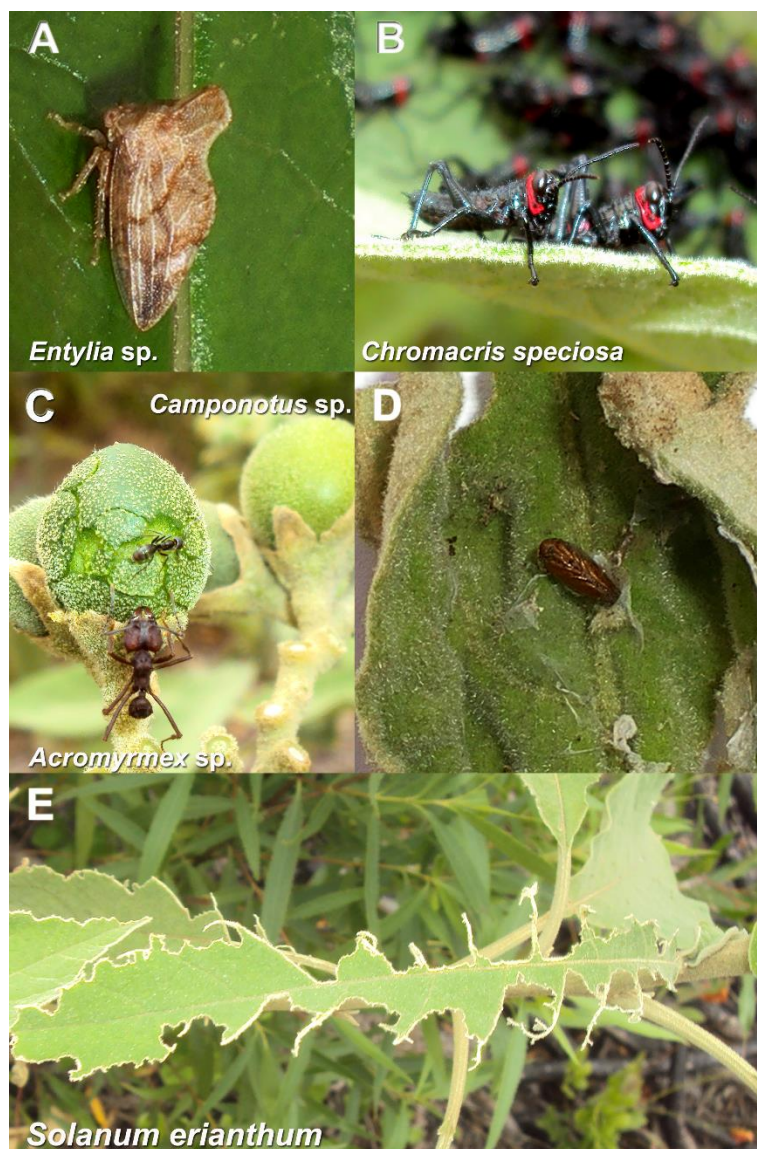 A
B
Entylia sp.
Chromacris speciosa
C
Camponotus sp.
D
Acromyrmex sp.
E
Solanum erianthum